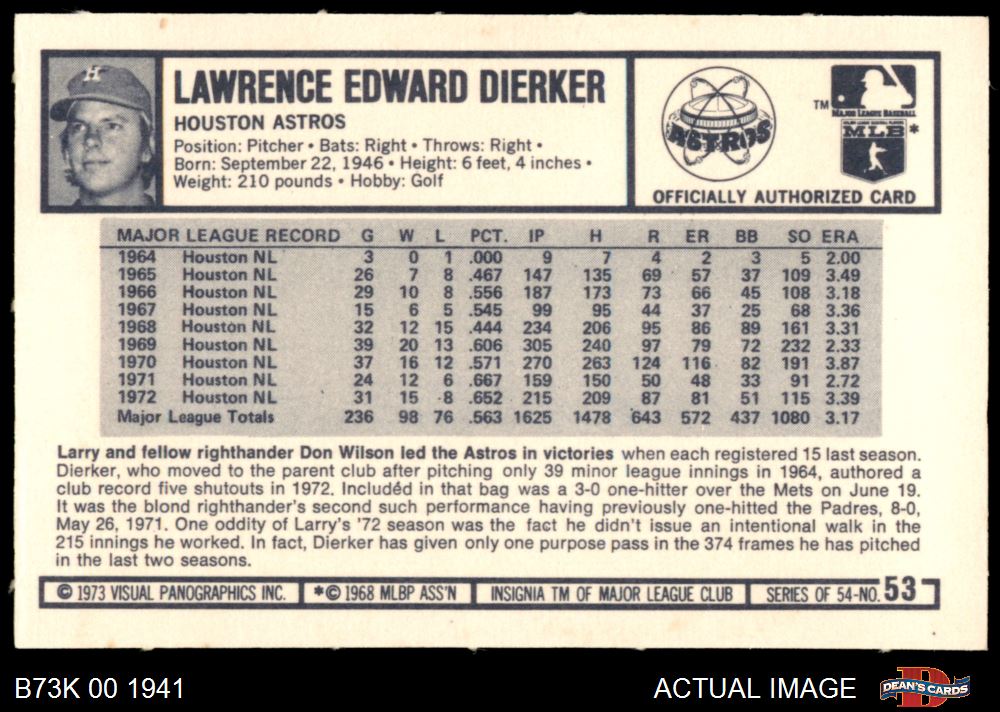 H
LAWRENCE EDWARD DIERKER
HOUSTON ASTROS
Position: Pitcher • Bats: Right • Throws: Right •
Born: September 22, 1946 • Height: 6 feet, 4 inches •
Weight: 210 pounds • Hobby: Golf
ASTROS
TM
MAJOR LEAGUE BASEBALL
MAJOR LEAGUE BASEBALL PLAYERS
MLB*
OFFICIALLY AUTHORIZED CARD
MAJOR LEAGUE RECORD G W L PCT. IP H R ER BB SO ERA
1964 Houston NL 3 0 1 .000 9 7 4 2 3 5 2.00
1965 Houston NL 26 7 8 .467 147 135 69 57 37 109 3.49
1966 Houston NL 29 10 8 .556 187 173 73 66 45 108 3.18
1967 Houston NL 15 6 5 .545 99 95 44 37 25 68 3.36
1968 Houston NL 32 12 15 .444 234 206 95 86 89 161 3.31
1969 Houston NL 39 20 13 .606 305 240 97 79 72 232 2.33
1970 Houston NL 37 16 12 .571 270 263 124 116 82 191 3.87
1971 Houston NL 24 12 6 .667 159 150 50 48 33 91 2.72
1972 Houston NL 31 15 8 .652 215 209 87 81 51 115 3.39
Major League Totals 236 98 76 .563 1625 1478 643 572 437 1080 3.17
Larry and fellow righthander Don Wilson led the Astros in victories when each registered 15 last season.
Dierker, who moved to the parent club after pitching only 39 minor league innings in 1964, authored a
club record five shutouts in 1972. Included in that bag was a 3-0 one-hitter over the Mets on June 19.
It was the blond righthander's second such performance having previously one-hitted the Padres, 8-0,
May 26, 1971. One oddity of Larry's '72 season was the fact he didn't issue an intentional walk in the
215 innings he worked. In fact, Dierker has given only one purpose pass in the 374 frames he has pitched
in the last two seasons.
© 1973 VISUAL PANOGRAPHICS INC. *© 1968 MLBP ASS'N INSIGNIA TM OF MAJOR LEAGUE CLUB SERIES OF 54-NO. 53
B73K 00 1941 ACTUAL IMAGE DEAN'S CARDS